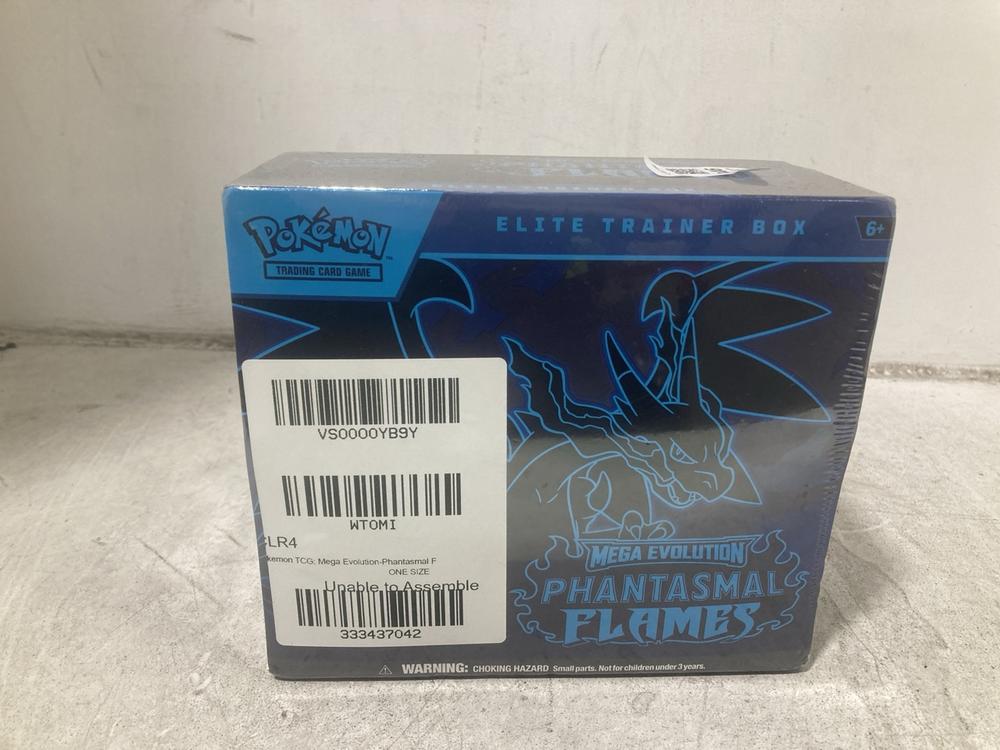 POKéMON
TRADING CARD GAME
ELITE TRAINER BOX
6+
VS0000YB9Y
WTOMI
LR4
kemon TCG: Mega Evolution-Phantasmal F
ONE SIZE
Unable to Assemble
333437042
MEGA EVOLUTION
PHANTASMAL
FLAMES
WARNING: CHOKING HAZARD Small parts. Not for children under 3 years.